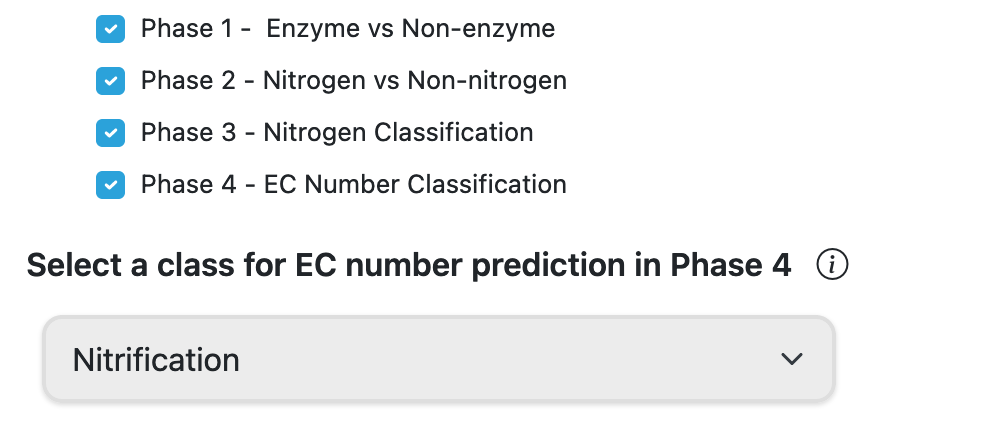 Phase 1 -  Enzyme vs Non-enzyme
Phase 2 - Nitrogen vs Non-nitrogen
Phase 3 - Nitrogen Classification
Phase 4 - EC Number Classification
Select a class for EC number prediction in Phase 4 i
Nitrification